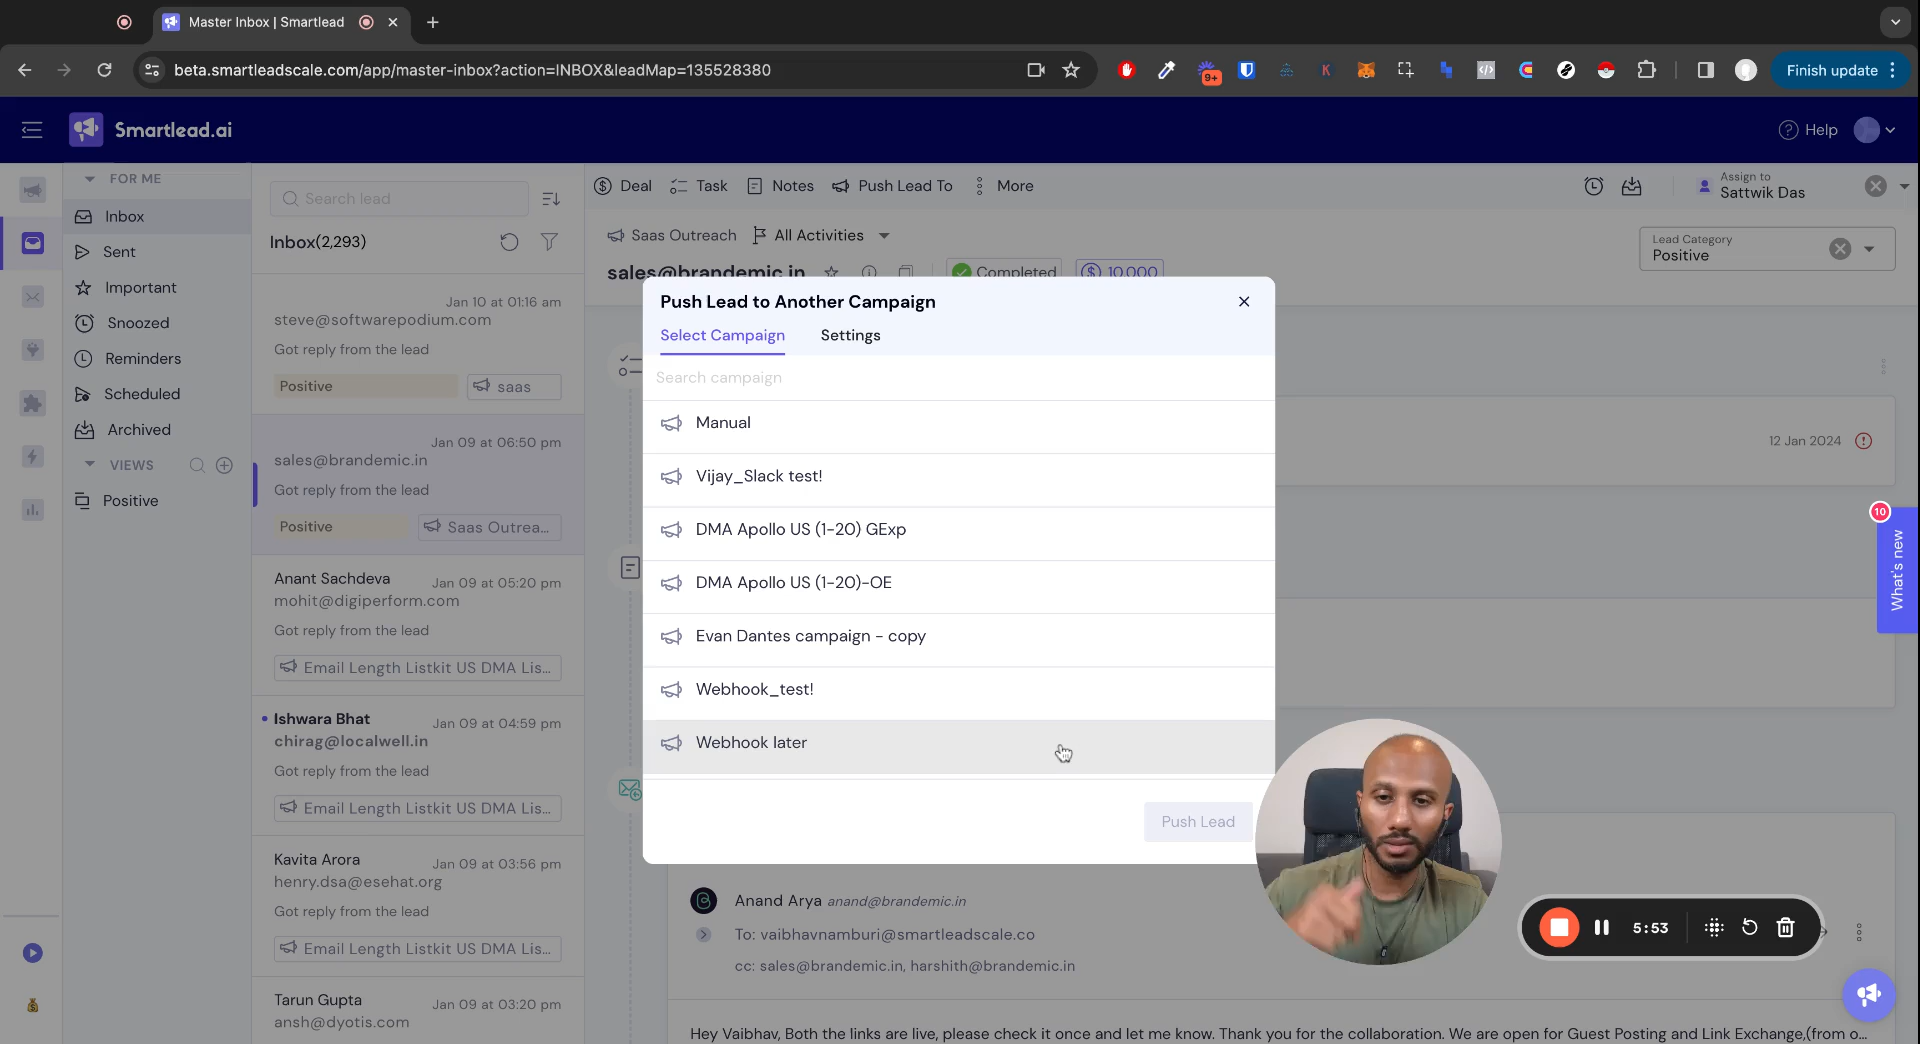 Master Inbox | Smartlead
beta.smartleadscale.com/app/master-inbox?action=INBOX&leadMap=135528380
9+
Finish update
Smartlead.ai
Help
FOR ME
Inbox
Sent
Important
Snoozed
Reminders
Scheduled
Archived
VIEWS
Positive
Search lead
Inbox(2,293)
Jan 10 at 01:16 am
steve@softwarepodium.com
Got reply from the lead
Positive
saas
Jan 09 at 06:50 pm
sales@brandemic.in
Got reply from the lead
Positive
Saas Outrea...
Anant Sachdeva
Jan 09 at 05:20 pm
mohit@digiperform.com
Got reply from the lead
Email Length Listkit US DMA Lis...
Ishwara Bhat
Jan 09 at 04:59 pm
chirag@localwell.in
Got reply from the lead
Email Length Listkit US DMA Lis...
Kavita Arora
Jan 09 at 03:56 pm
henry.dsa@esehat.org
Got reply from the lead
Email Length Listkit US DMA Lis...
Tarun Gupta
Jan 09 at 03:20 pm
ansh@dyotis.com
Deal
Task
Notes
Push Lead To
More
Assign to
Sattwik Das
Saas Outreach
All Activities
Lead Category
Positive
sales@brandemic.in
Completed
$ 10,000
Push Lead to Another Campaign
Select Campaign
Settings
Search campaign
Manual
Vijay_Slack test!
DMA Apollo US (1-20) GExp
DMA Apollo US (1-20)-OE
Evan Dantes campaign - copy
Webhook_test!
Webhook later
Push Lead
12 Jan 2024
10
What's new
5:53
Anand Arya anand@brandemic.in
To: vaibhavnamburi@smartleadscale.co
cc: sales@brandemic.in, harshith@brandemic.in
Hey Vaibhav, Both the links are live, please check it once and let me know. Thank you for the collaboration. We are open for Guest Posting and Link Exchange,(from o...